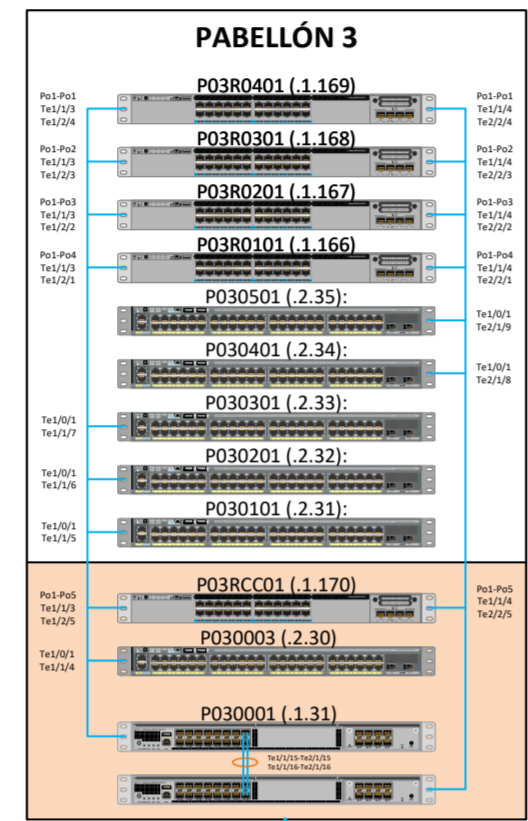 PABELLÓN 3
P03R0401 (.1.169)
Po1-Po1
Te1/1/3
Te1/2/4
Po1-Po1
Te1/1/4
Te2/2/4
P03R0301 (.1.168)
Po1-Po2
Te1/1/3
Te1/2/3
Po1-Po2
Te1/1/4
Te2/2/3
P03R0201 (.1.167)
Po1-Po3
Te1/1/3
Te1/2/2
Po1-Po3
Te1/1/4
Te2/2/2
P03R0101 (.1.166)
Po1-Po4
Te1/1/3
Te1/2/1
Po1-Po4
Te1/1/4
Te2/2/1
P030501 (.2.35):
Te1/0/1
Te2/1/9
P030401 (.2.34):
Te1/0/1
Te2/1/8
P030301 (.2.33):
Te1/0/1
Te1/1/7
P030201 (.2.32):
Te1/0/1
Te1/1/6
P030101 (.2.31):
Te1/0/1
Te1/1/5
P03RCC01 (.1.170)
Po1-Po5
Te1/1/3
Te1/2/5
Po1-Po5
Te1/1/4
Te2/2/5
P030003 (.2.30)
Te1/0/1
Te1/1/4
P030001 (.1.31)
Te1/1/15-Te2/1/15
Te1/1/16-Te2/1/16